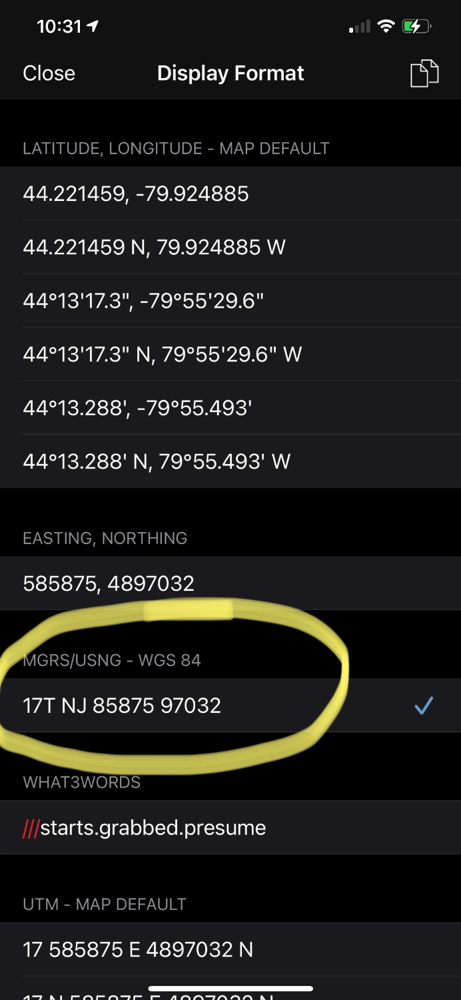 10:31
Close Display Format
LATITUDE, LONGITUDE - MAP DEFAULT
44.221459, -79.924885
44.221459 N, 79.924885 W
44°13'17.3", -79°55'29.6"
44°13'17.3" N, 79°55'29.6" W
44°13.288', -79°55.493'
44°13.288' N, 79°55.493' W
EASTING, NORTHING
585875, 4897032
MGRS/USNG - WGS 84
17T NJ 85875 97032
WHAT3WORDS
///starts.grabbed.presume
UTM - MAP DEFAULT
17 585875 E 4897032 N
17 N 585875 E 4897032 N